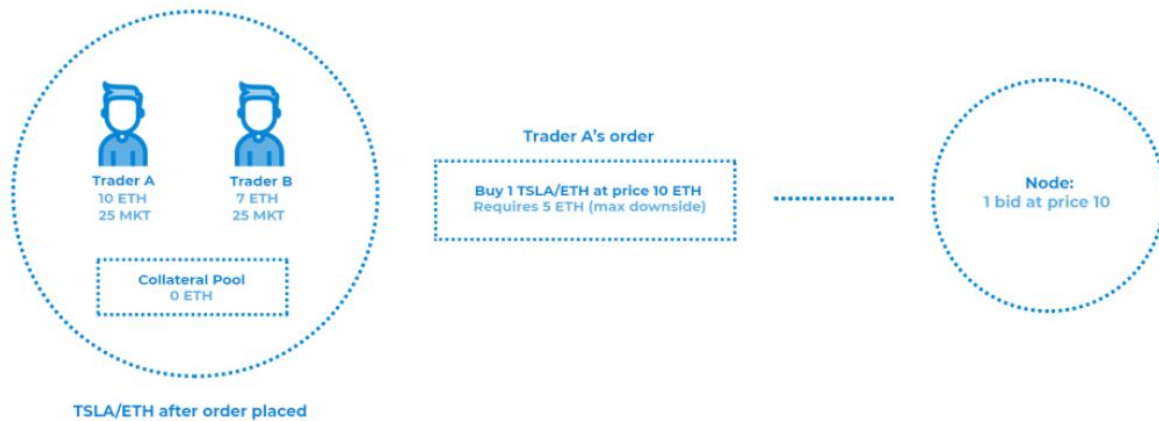 Trader A
10 ETH
25 MKT
Trader B
7 ETH
25 MKT
Collateral Pool
0 ETH
TSLA/ETH after order placed
Trader A's order
Buy 1 TSLA/ETH at price 10 ETH
Requires 5 ETH (max downside)
Node:
1 bid at price 10